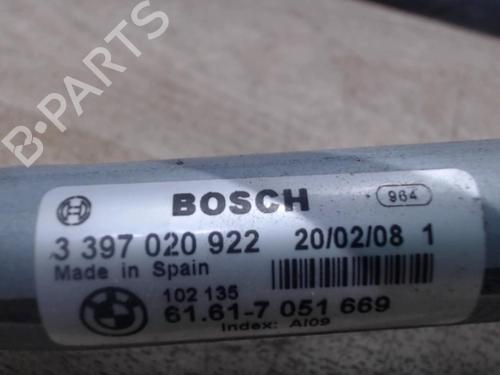 B-PARTS
BOSCH
964
3 397 020 922 20/02/08 1
Made in Spain
102 135
61.61-7 051 669
Index: AI09